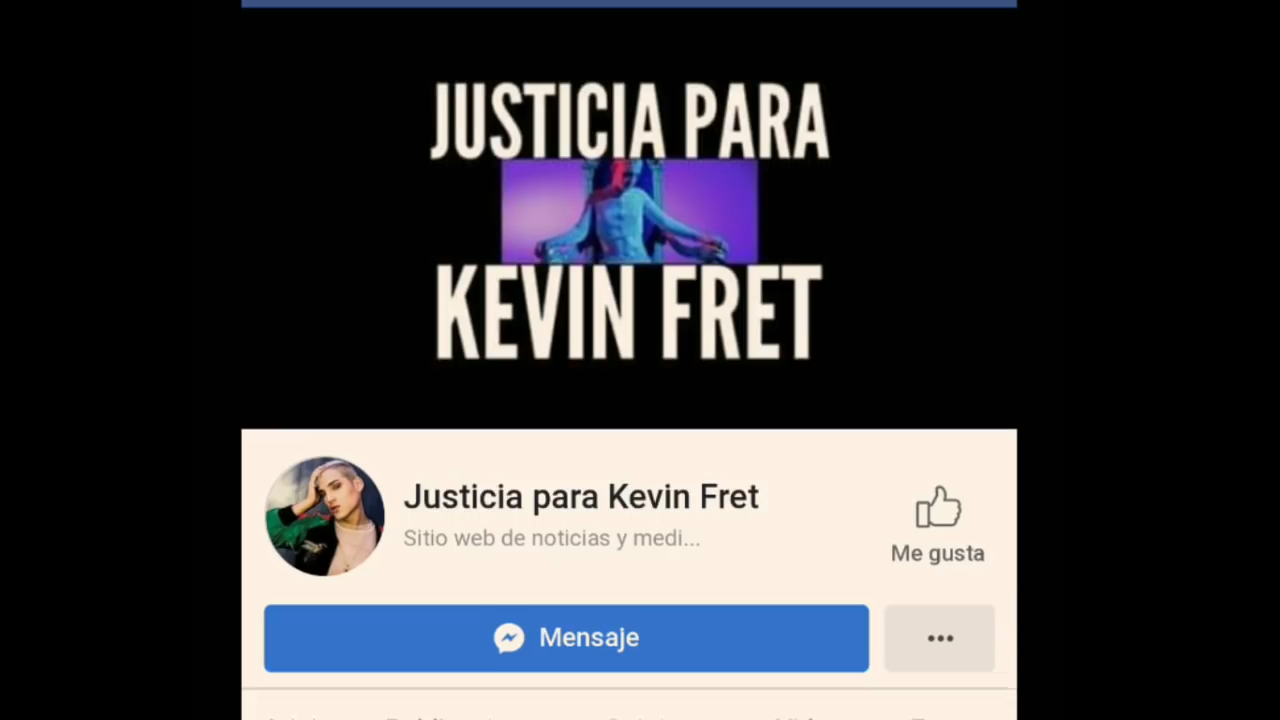 JUSTICIA PARA
KEVIN FRET
Justicia para Kevin Fret
Sitio web de noticias y medi...
Me gusta
Mensaje